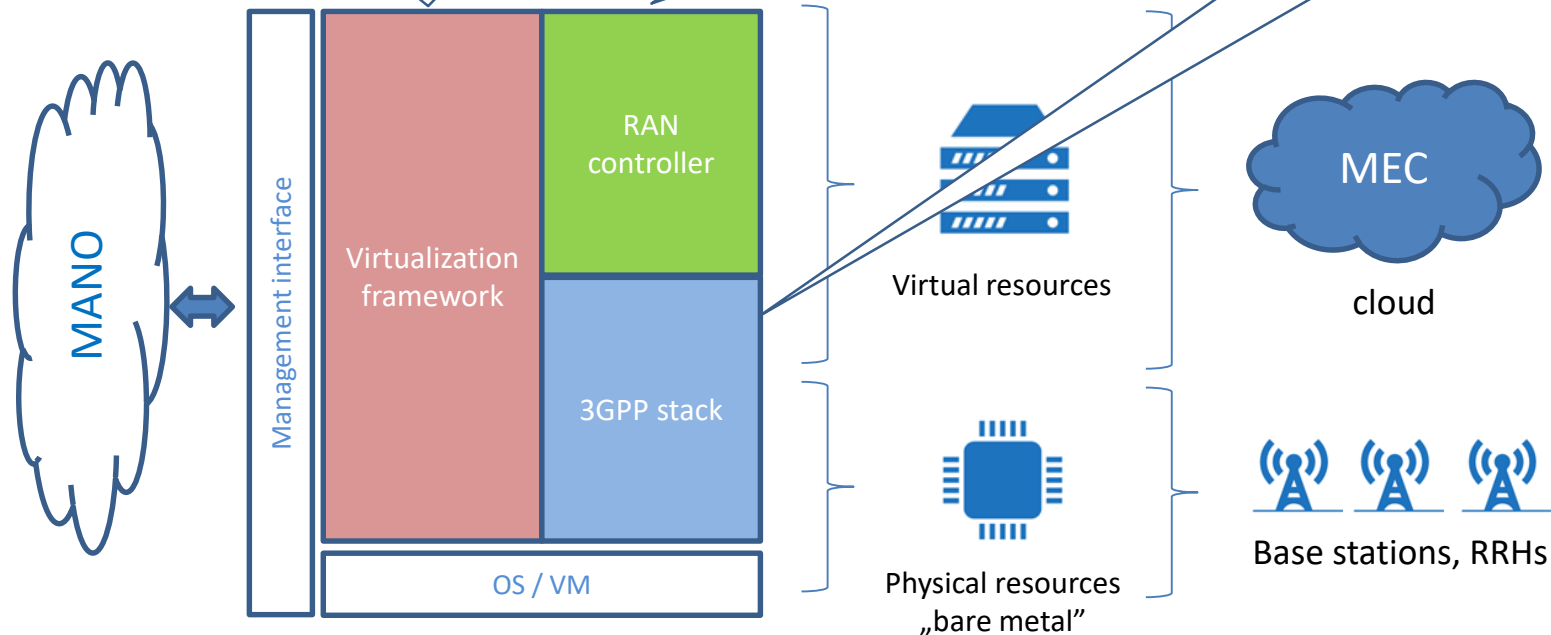 MANO
Management interface
Virtualization
framework
RAN
controller
3GPP stack
OS / VM
Virtual resources
Physical resources
„bare metal”
MEC
cloud
Base stations, RRHs